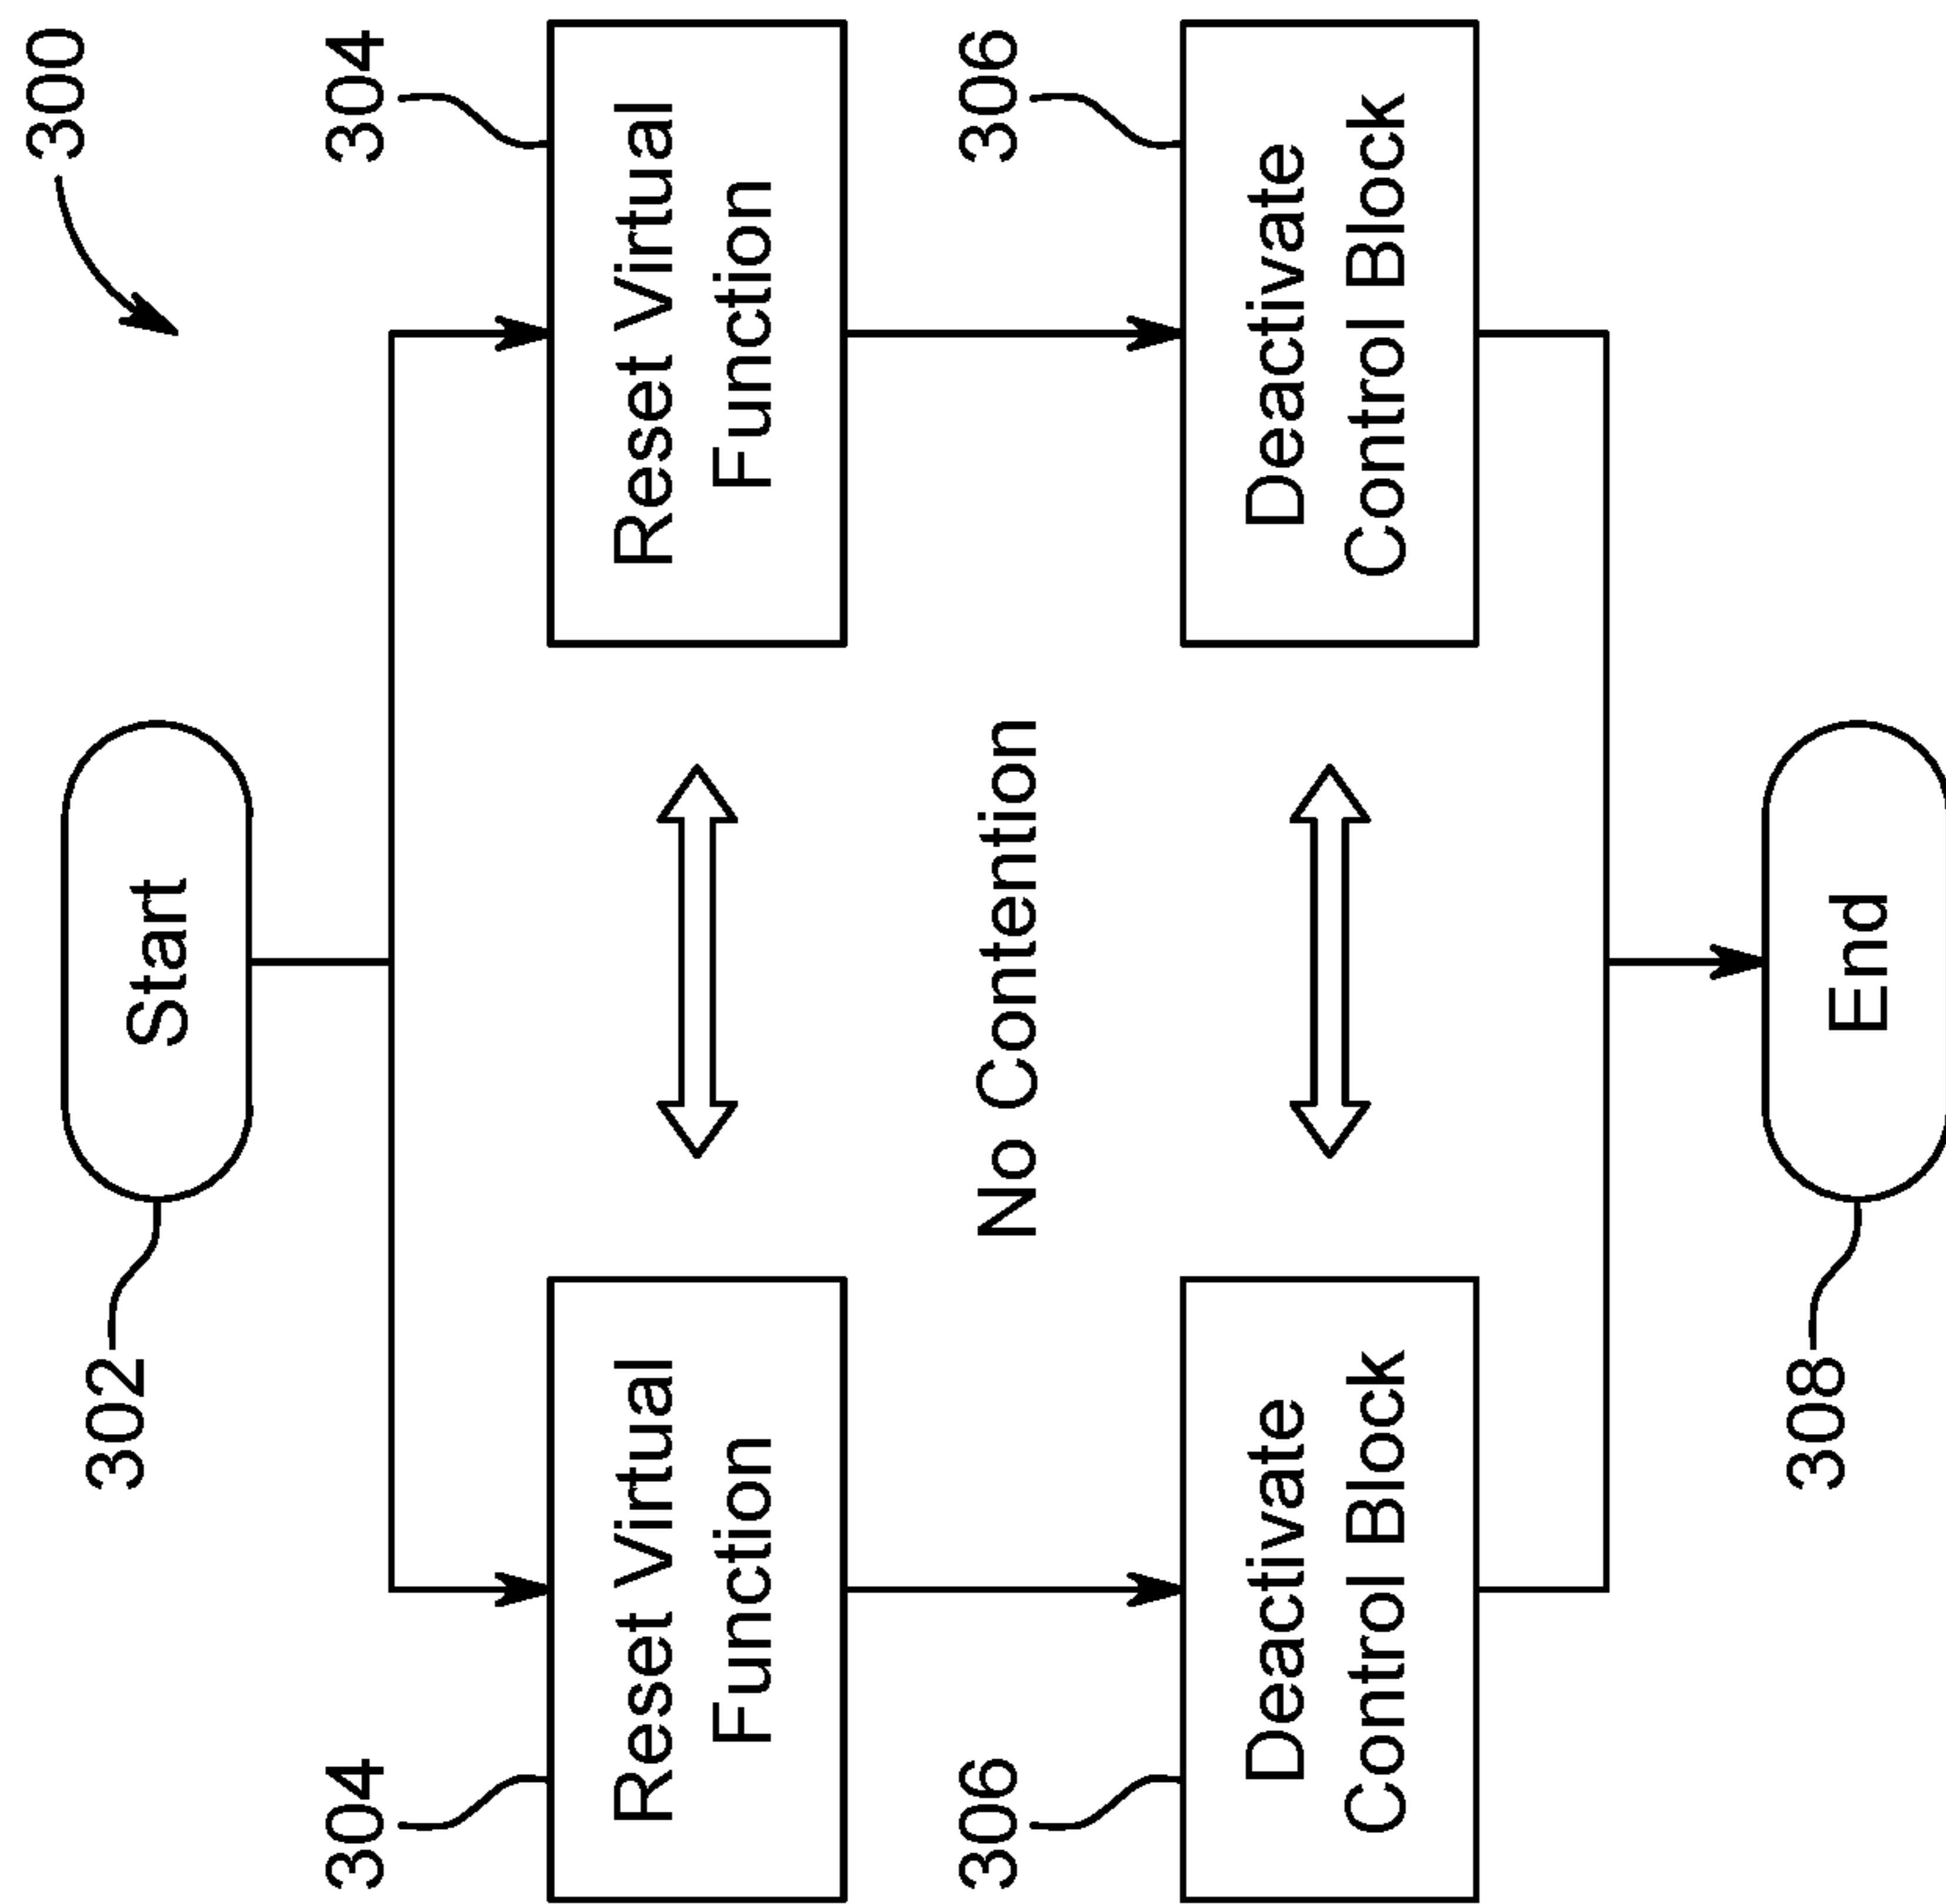 300
302
Start
304
304
Reset Virtual
Function
Reset Virtual
Function
306
No Contention
306
Deactivate
Control Block
Deactivate
Control Block
308
End